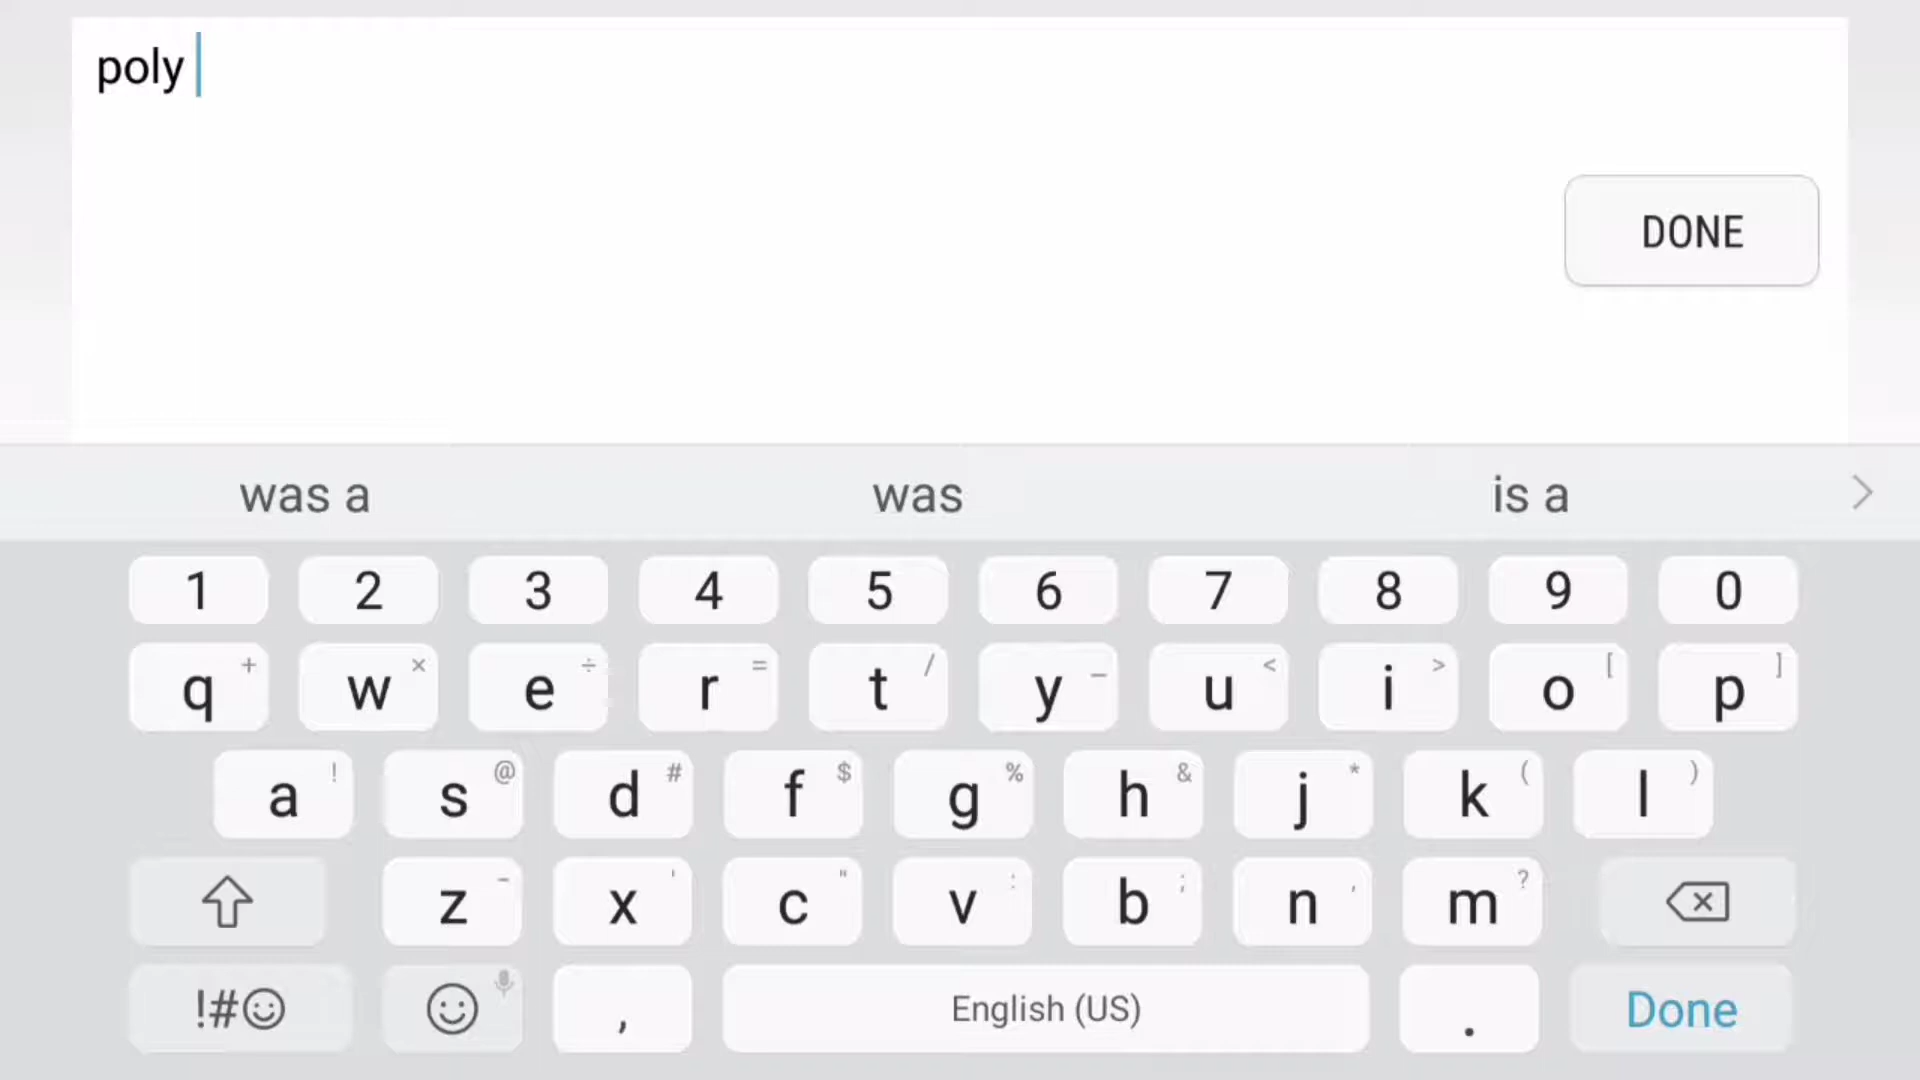 poly
DONE
was a was is a
1 2 3 4 5 6 7 8 9 0
q + w × e ÷ r = t / y _ u < i > o [ p ]
a ! s @ d # f $ g % h & j * k ( l )
z - x ' c " v : b ; n , m ?
!# , English (US) . Done